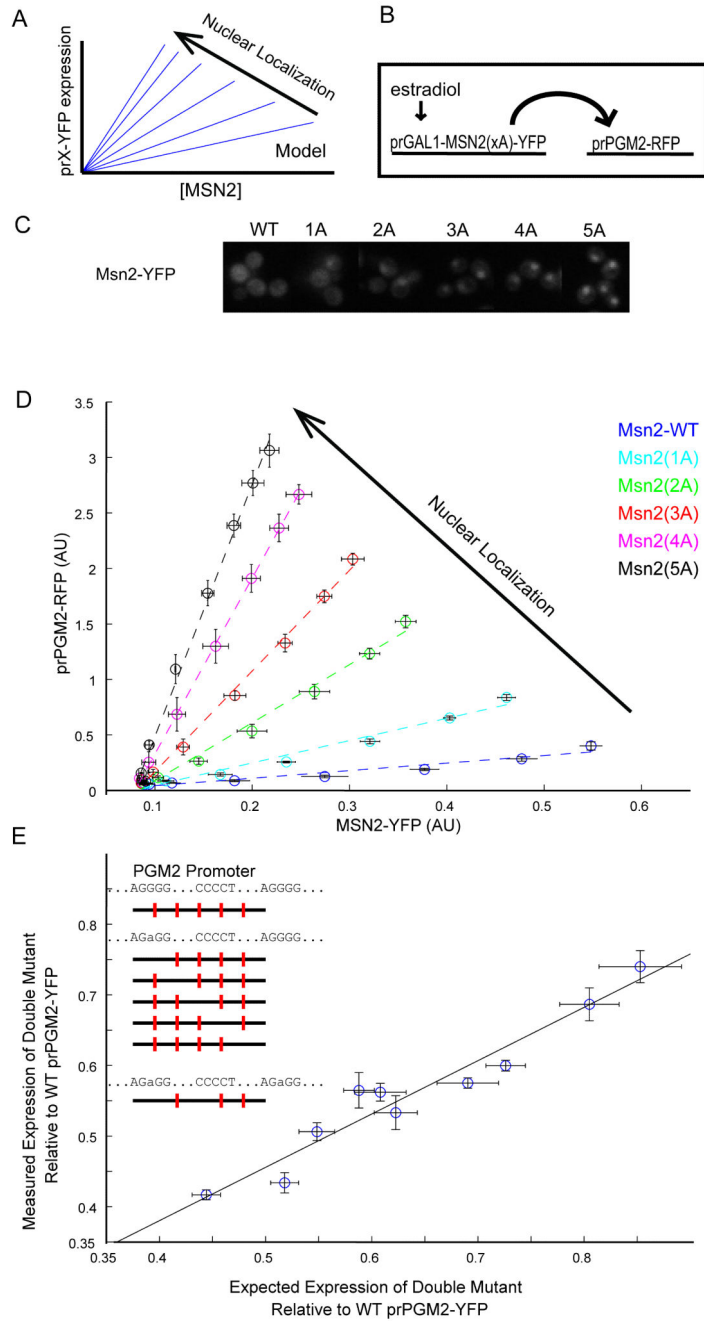 A
prX-YFP expression
Nuclear Localization
Model
[MSN2]
B
estradiol
prGAL1-MSN2(xA)-YFP
prPGM2-RFP
C
WT 1A 2A 3A 4A 5A
Msn2-YFP
D
prPGM2-RFP (AU)
3.5
3
2.5
2
1.5
1
0.5
0
0.1 0.2 0.3 0.4 0.5 0.6
MSN2-YFP (AU)
Nuclear Localization
Msn2-WT
Msn2(1A)
Msn2(2A)
Msn2(3A)
Msn2(4A)
Msn2(5A)
E
Measured Expression of Double Mutant
Relative to WT prPGM2-YFP
0.8
0.7
0.6
0.5
0.4
0.35
PGM2 Promoter
...AGGGG...CCCCT...AGGGG...
...AGaGG...CCCCT...AGGGG...
...AGaGG...CCCCT...AGaGG...
0.35 0.4 0.5 0.6 0.7 0.8
Expected Expression of Double Mutant
Relative to WT prPGM2-YFP